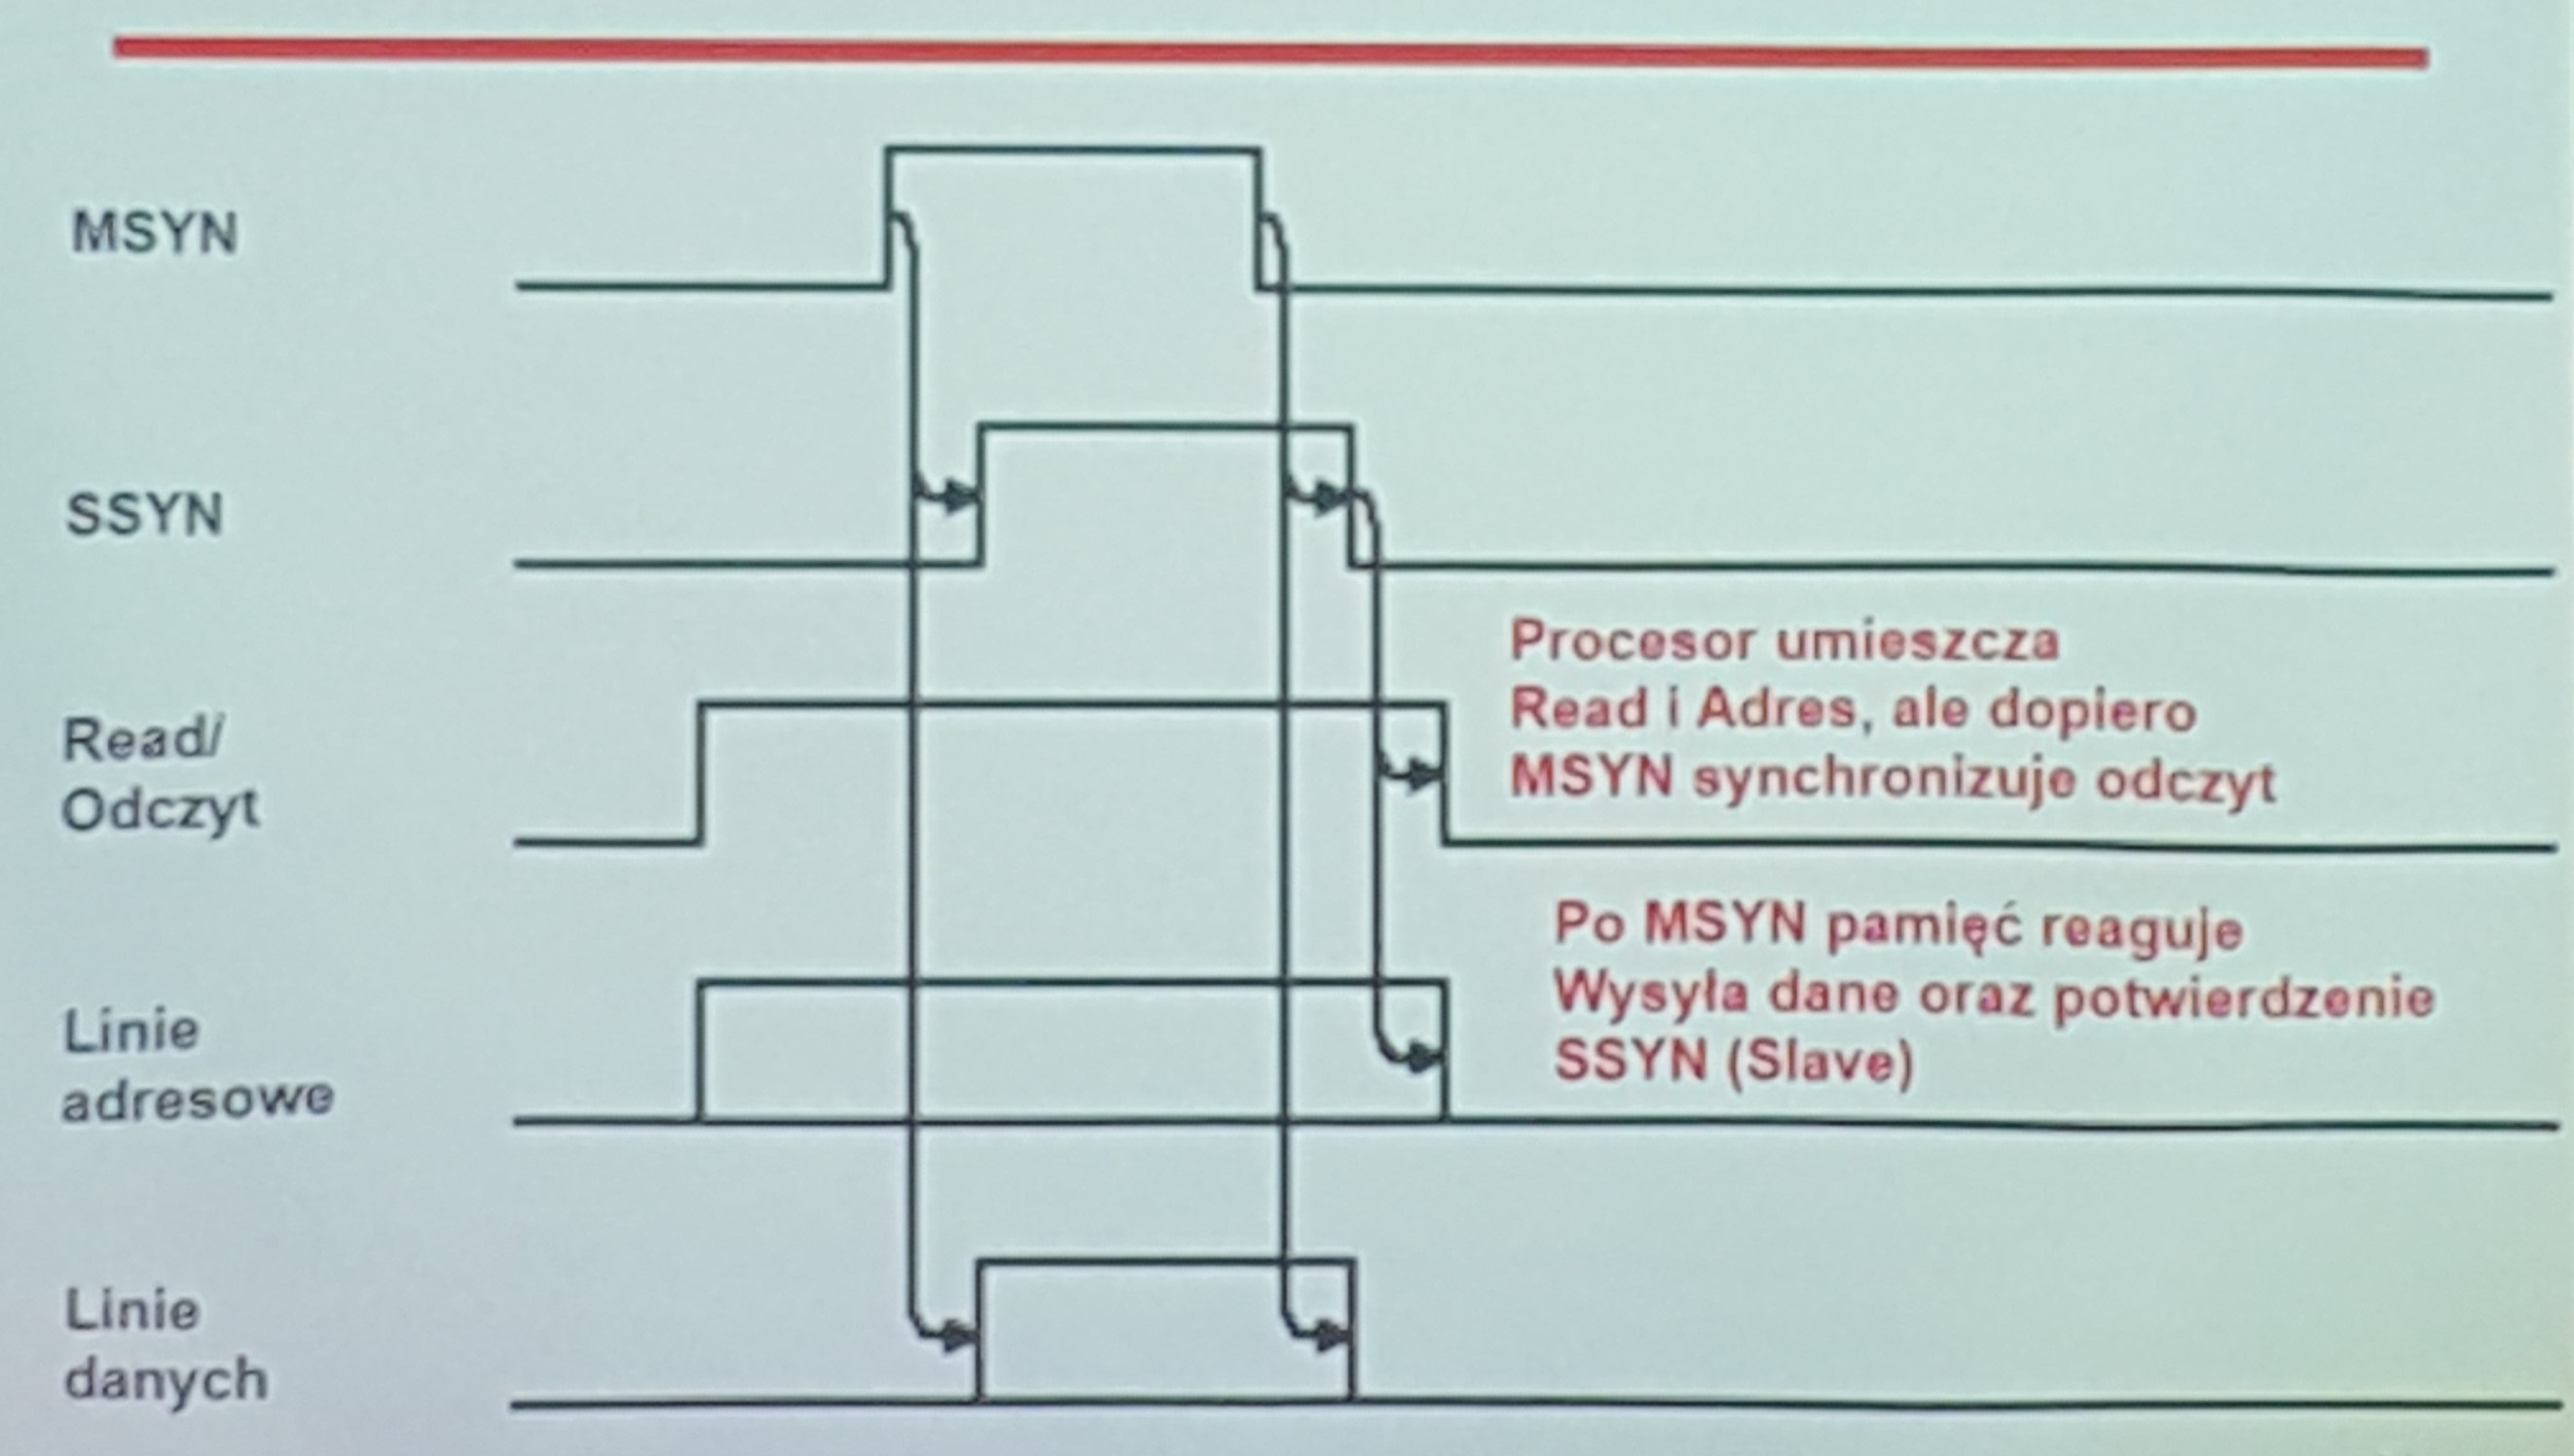 MSYN
SSYN
Read/
Odczyt
Procesor umieszcza
Read i Adres, ale dopiero
MSYN synchronizuje odczyt
Linie
adresowe
Po MSYN pamięć reaguje
Wysyła dane oraz potwierdzenie
SSYN (Slave)
Linie
danych